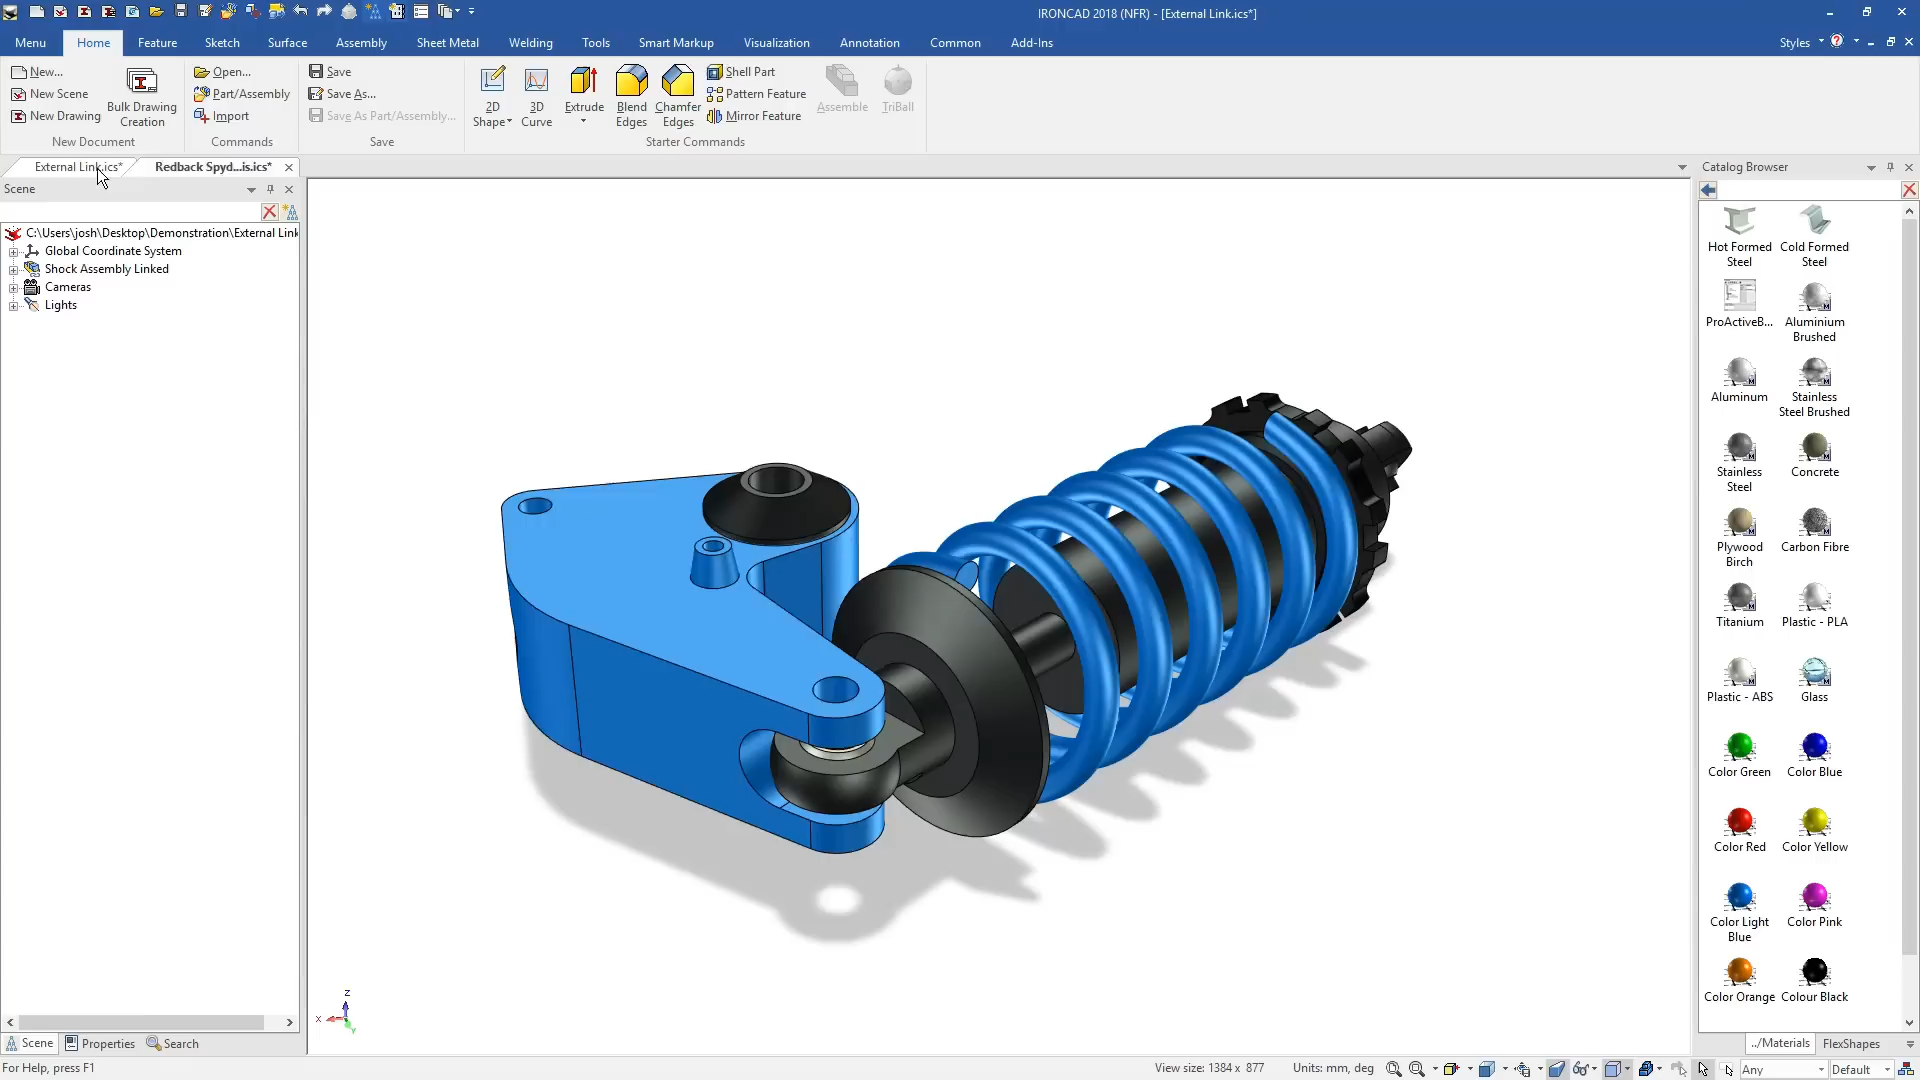 IRONCAD 2018 (NFR) - [External Link.ics*]
Menu Home Feature Sketch Surface Assembly Sheet Metal Welding Tools Smart Markup Visualization Annotation Common Add-Ins Styles
New...
New Scene
New Drawing
Bulk Drawing
Creation
New Document
Open...
Part/Assembly
Import
Commands
Save
Save As...
Save As Part/Assembly...
Save
2D
Shape
3D
Curve
Extrude
Blend
Edges
Chamfer
Edges
Shell Part
Pattern Feature
Mirror Feature
Assemble
TriBall
Starter Commands
External Link.ics*
Redback Spyd...is.ics*
Scene
C:\Users\josh\Desktop\Demonstration\External Link
Global Coordinate System
Shock Assembly Linked
Cameras
Lights
Z
X
Y
Catalog Browser
Hot Formed
Steel
Cold Formed
Steel
ProActiveB...
Aluminium
Brushed
Aluminum
Stainless
Steel Brushed
Stainless
Steel
Concrete
Plywood
Birch
Carbon Fibre
Titanium
Plastic - PLA
Plastic - ABS
Glass
Color Green
Color Blue
Color Red
Color Yellow
Color Light
Blue
Color Pink
Color Orange
Colour Black
../Materials
FlexShapes
Scene
Properties
Search
For Help, press F1
View size: 1384 x 877
Units: mm, deg
Any
Default